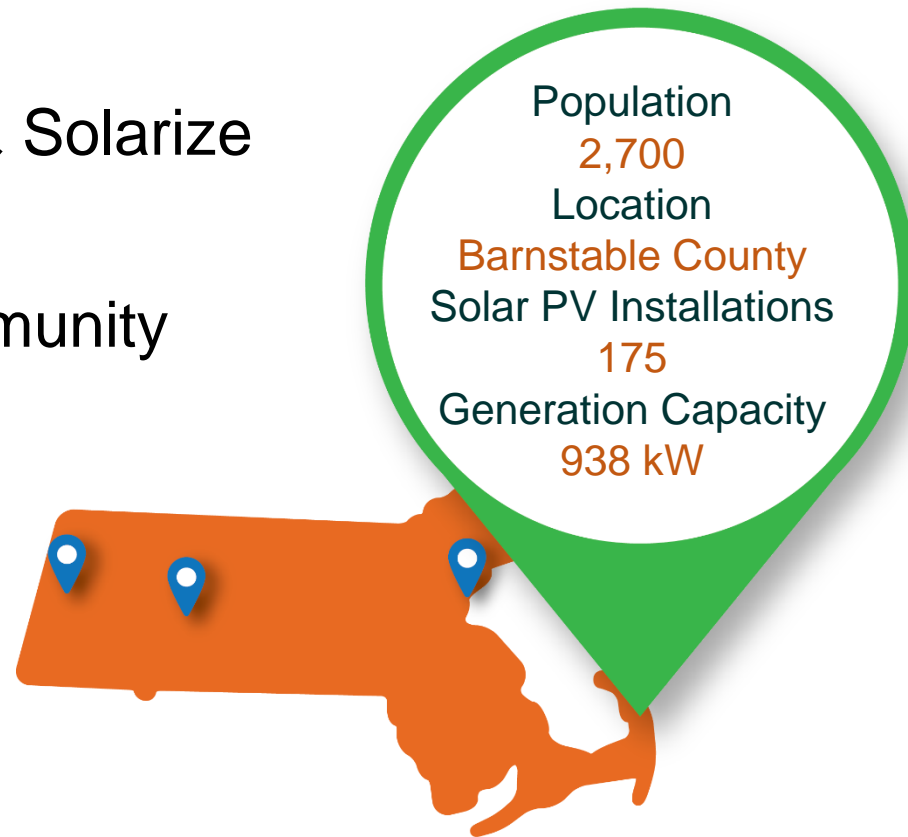 Solarize
munity
Population
2,700
Location
Barnstable County
Solar PV Installations
175
Generation Capacity
938 kW